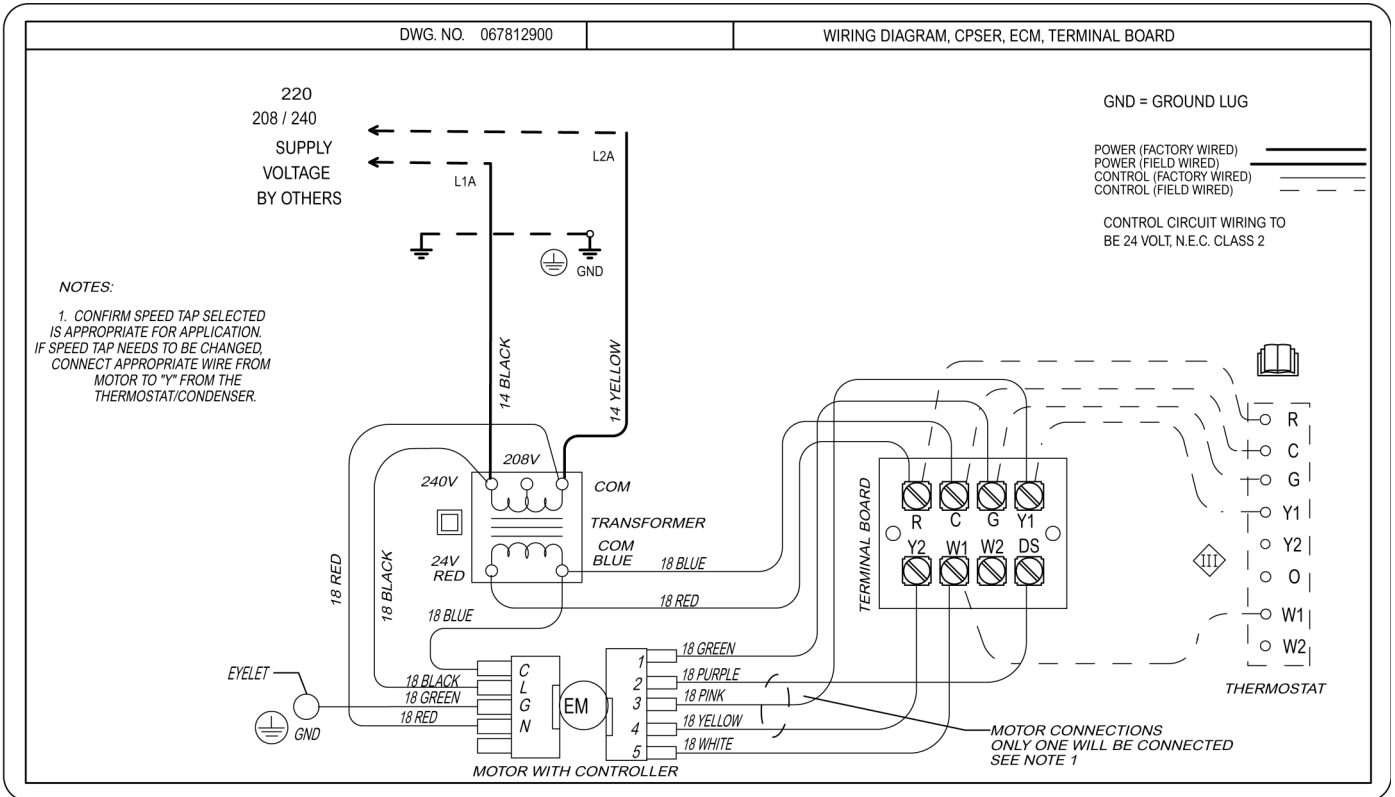 DWG. NO. 067812900
WIRING DIAGRAM, CPSER, ECM, TERMINAL BOARD
220
208 / 240
SUPPLY
VOLTAGE
BY OTHERS
L2A
L1A
GND
GND = GROUND LUG
POWER (FACTORY WIRED)
POWER (FIELD WIRED)
CONTROL (FACTORY WIRED)
CONTROL (FIELD WIRED)
CONTROL CIRCUIT WIRING TO
BE 24 VOLT, N.E.C. CLASS 2
NOTES:
1. CONFIRM SPEED TAP SELECTED
IS APPROPRIATE FOR APPLICATION.
IF SPEED TAP NEEDS TO BE CHANGED,
CONNECT APPROPRIATE WIRE FROM
MOTOR TO "Y" FROM THE
THERMOSTAT/CONDENSER.
14 BLACK
14 YELLOW
208V
240V
COM
TRANSFORMER
COM
BLUE
24V
RED
18 RED
18 BLACK
18 BLUE
18 RED
18 BLUE
TERMINAL BOARD
R C G Y1
Y2 W1 W2 DS
R
C
G
Y1
Y2
O
W1
W2
III
THERMOSTAT
EYELET
GND
18 BLACK
18 GREEN
18 RED
C
L
G
N
EM
1
2
3
4
5
18 GREEN
18 PURPLE
18 PINK
18 YELLOW
18 WHITE
MOTOR WITH CONTROLLER
MOTOR CONNECTIONS
ONLY ONE WILL BE CONNECTED
SEE NOTE 1